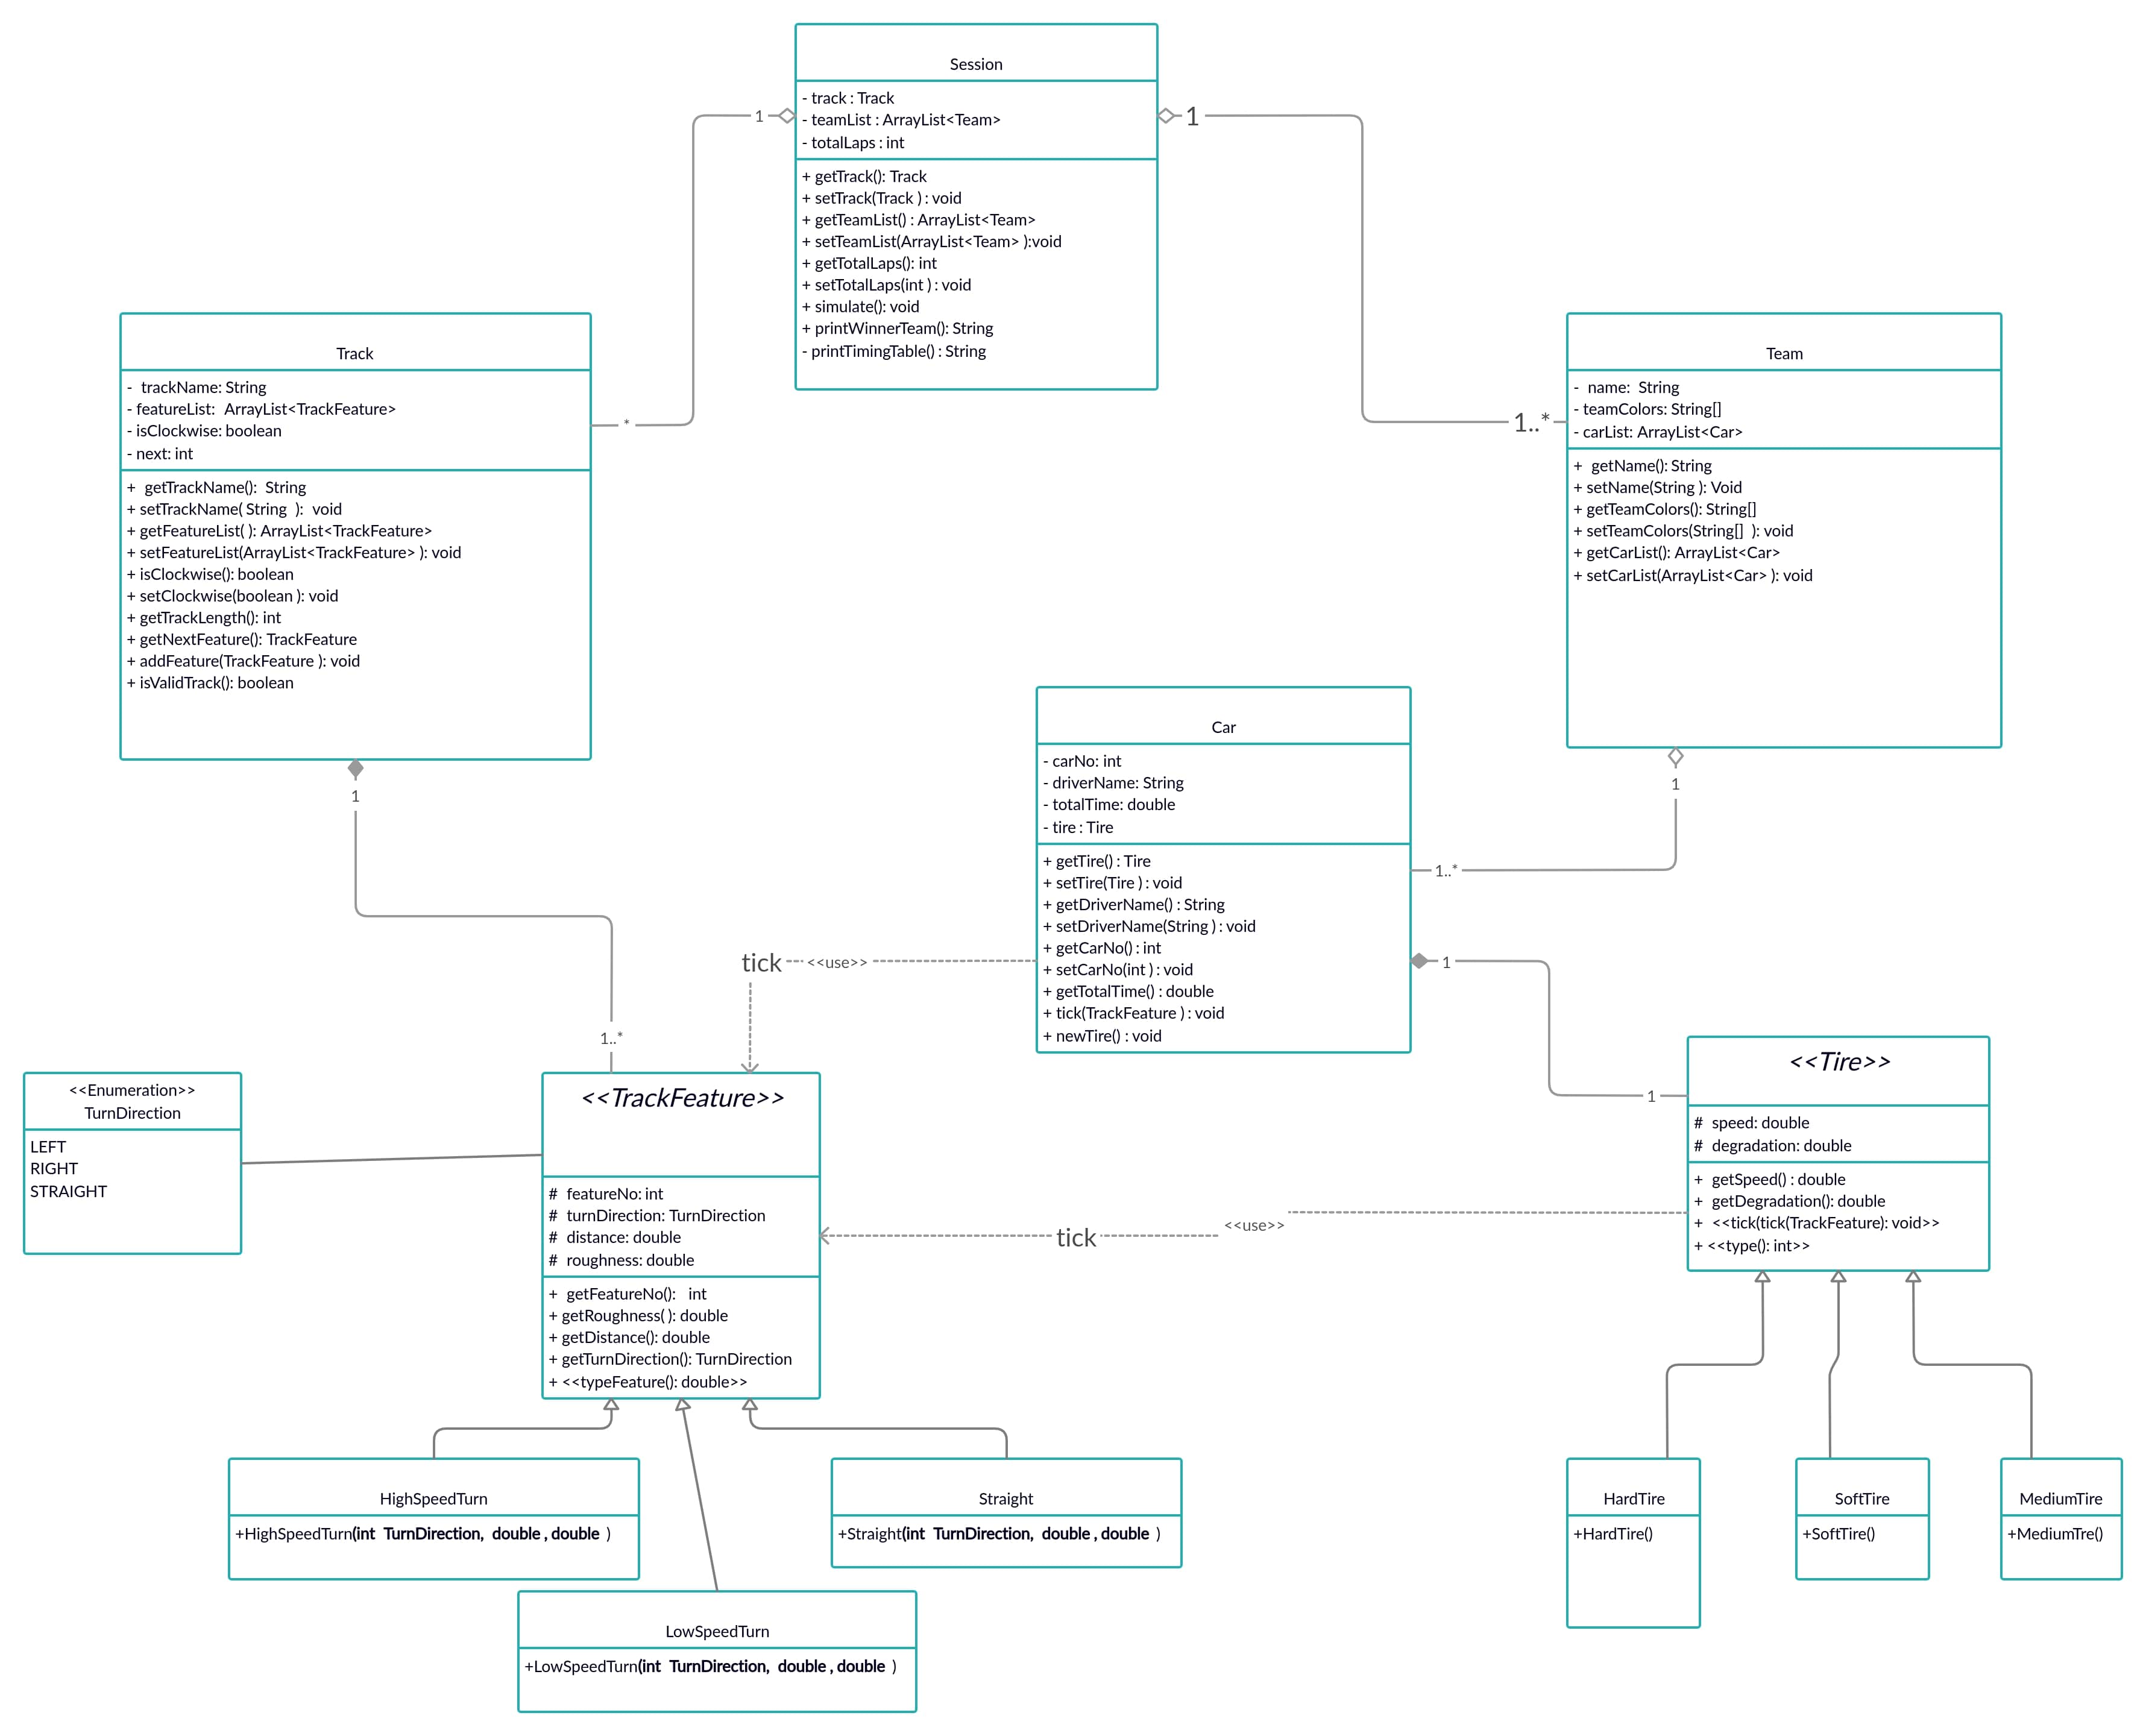 Session
- track : Track
- teamList : ArrayList<Team>
- totalLaps : int
+ getTrack(): Track
+ setTrack(Track ) : void
+ getTeamList() : ArrayList<Team>
+ setTeamList(ArrayList<Team> ):void
+ getTotalLaps(): int
+ setTotalLaps(int ) : void
+ simulate(): void
+ printWinnerTeam(): String
- printTimingTable() : String
1
1
*
1..*
Track
- trackName: String
- featureList: ArrayList<TrackFeature>
- isClockwise: boolean
- next: int
+ getTrackName(): String
+ setTrackName( String ): void
+ getFeatureList( ): ArrayList<TrackFeature>
+ setFeatureList(ArrayList<TrackFeature> ): void
+ isClockwise(): boolean
+ setClockwise(boolean ): void
+ getTrackLength(): int
+ getNextFeature(): TrackFeature
+ addFeature(TrackFeature ): void
+ isValidTrack(): boolean
Team
- name: String
- teamColors: String[]
- carList: ArrayList<Car>
+ getName(): String
+ setName(String ): Void
+ getTeamColors(): String[]
+ setTeamColors(String[] ): void
+ getCarList(): ArrayList<Car>
+ setCarList(ArrayList<Car> ): void
1
1
1..*
Car
- carNo: int
- driverName: String
- totalTime: double
- tire : Tire
+ getTire() : Tire
+ setTire(Tire ) : void
+ getDriverName() : String
+ setDriverName(String ) : void
+ getCarNo() : int
+ setCarNo(int ) : void
+ getTotalTime() : double
+ tick(TrackFeature ) : void
+ newTire() : void
tick <<use>>
1
1..*
1
<<Enumeration>>
TurnDirection
LEFT
RIGHT
STRAIGHT
<<TrackFeature>>
# featureNo: int
# turnDirection: TurnDirection
# distance: double
# roughness: double
+ getFeatureNo(): int
+ getRoughness( ): double
+ getDistance(): double
+ getTurnDirection(): TurnDirection
+ <<typeFeature(): double>>
<<use>>
tick
<<Tire>>
# speed: double
# degradation: double
+ getSpeed() : double
+ getDegradation(): double
+ <<tick(tick(TrackFeature): void>>
+ <<type(): int>>
HighSpeedTurn
+HighSpeedTurn(int TurnDirection, double , double )
Straight
+Straight(int TurnDirection, double , double )
LowSpeedTurn
+LowSpeedTurn(int TurnDirection, double , double )
HardTire
+HardTire()
SoftTire
+SoftTire()
MediumTire
+MediumTre()